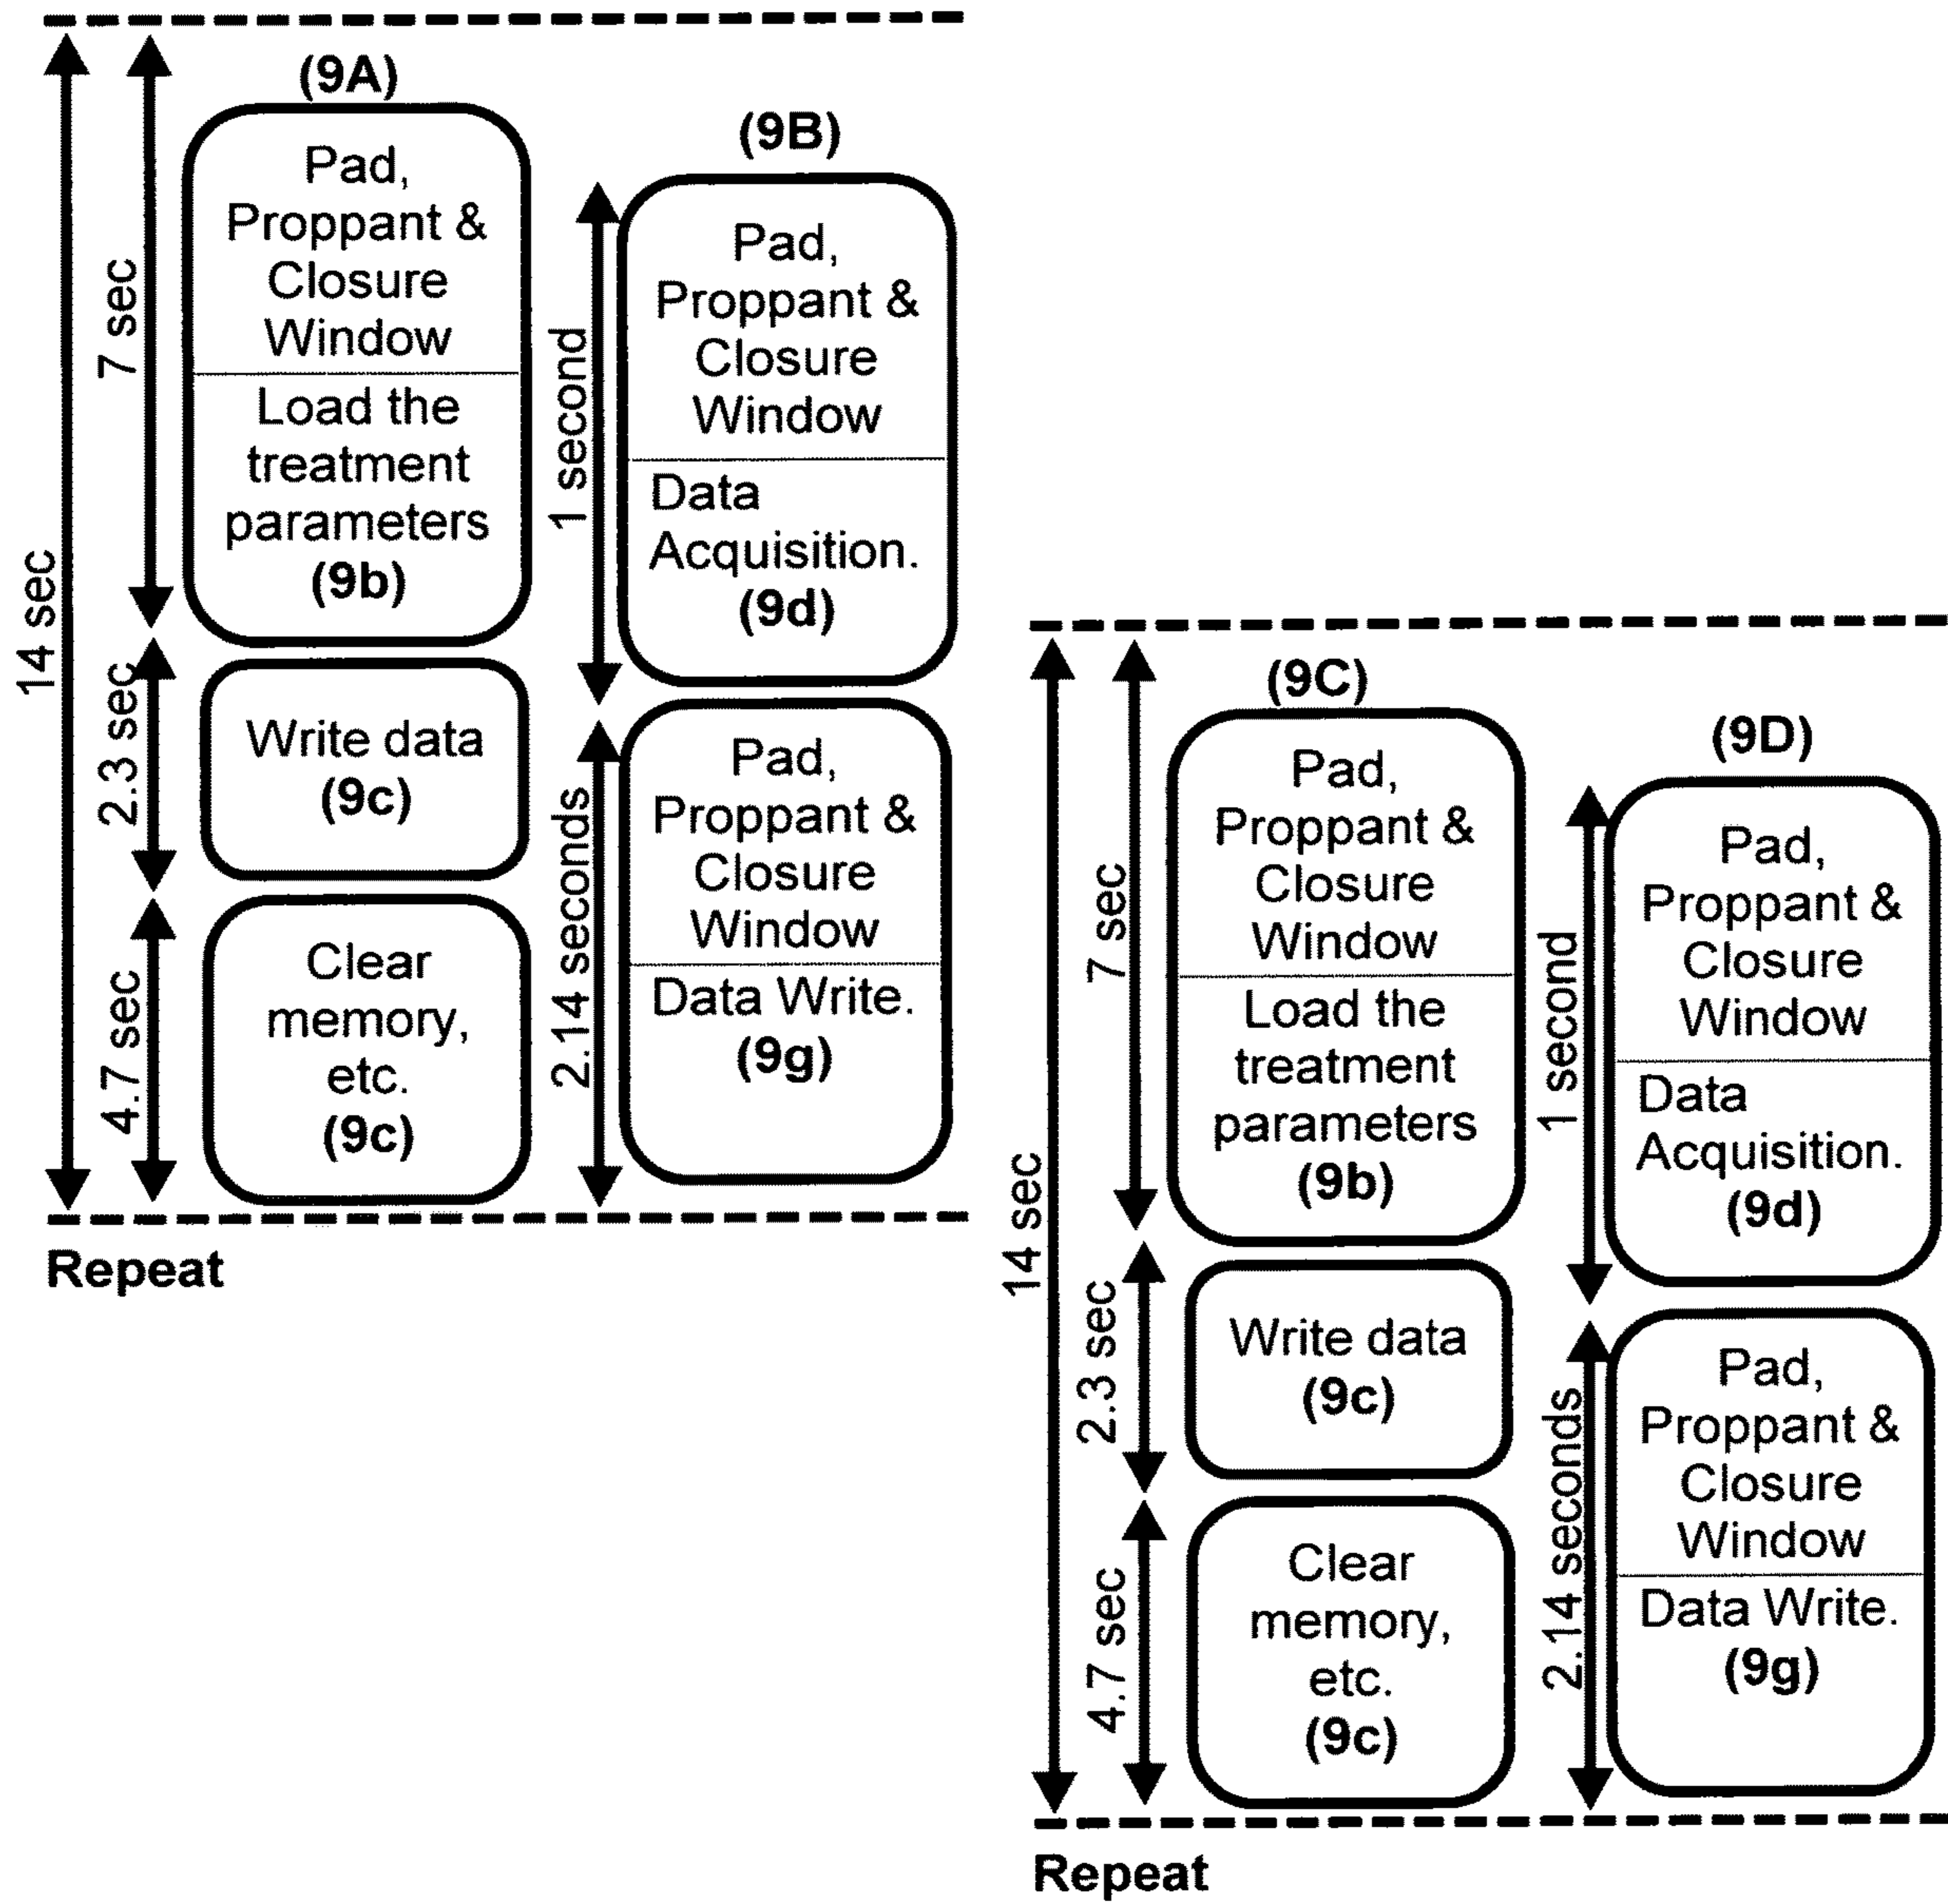 14 sec
7 sec
2.3 sec
4.7 sec
(9A)
Pad,
Proppant &
Closure
Window
Load the
treatment
parameters
(9b)
Write data
(9c)
Clear
memory,
etc.
(9c)
1 second
2.14 seconds
(9B)
Pad,
Proppant &
Closure
Window
Data
Acquisition.
(9d)
Pad,
Proppant &
Closure
Window
Data Write.
(9g)
Repeat
14 sec
7 sec
2.3 sec
4.7 sec
(9C)
Pad,
Proppant &
Closure
Window
Load the
treatment
parameters
(9b)
Write data
(9c)
Clear
memory,
etc.
(9c)
1 second
2.14 seconds
(9D)
Pad,
Proppant &
Closure
Window
Data
Acquisition.
(9d)
Pad,
Proppant &
Closure
Window
Data Write.
(9g)
Repeat